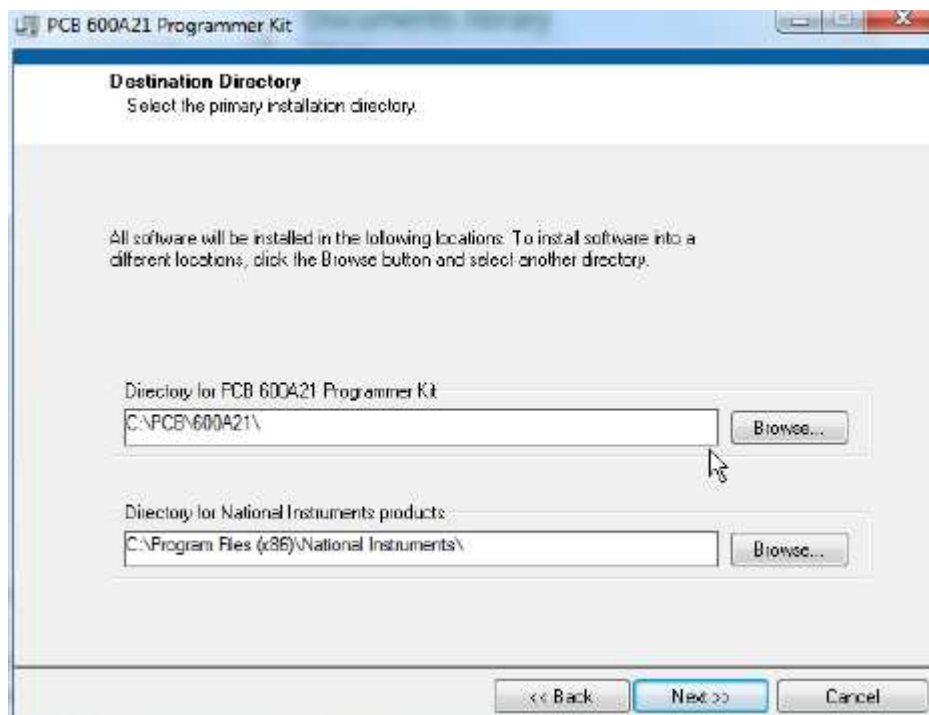 PCB 600A21 Programmer Kit
Documents library
Destination Directory
Select the primary installation directory.
All software will be installed in the following locations. To install software into a
different locations, click the Browse button and select another directory.
Directory for PCB 600A21 Programmer Kit
C:\PCB\600A21\
Browse...
Directory for National Instruments products
C:\Program Files (x86)\National Instruments\
Browse...
<< Back
Next >>
Cancel